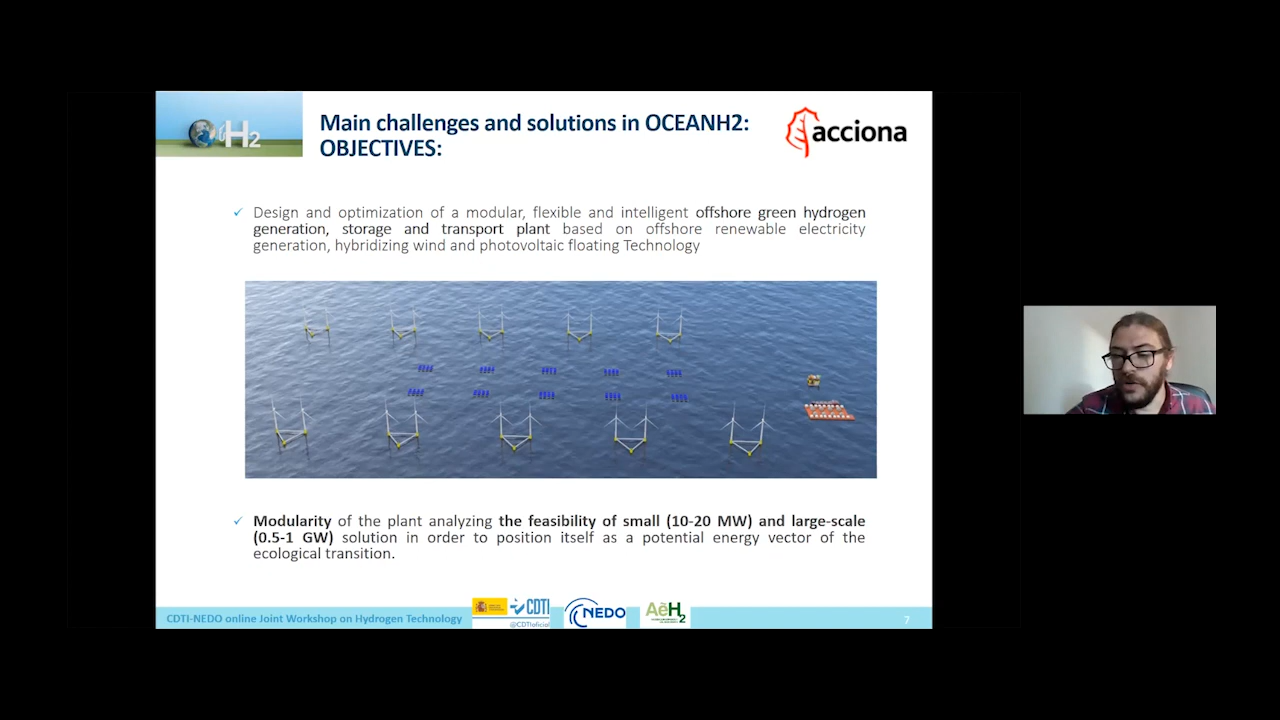 H2
Main challenges and solutions in OCEANH2:
OBJECTIVES:
acciona
✓ Design and optimization of a modular, flexible and intelligent offshore green hydrogen
generation, storage and transport plant based on offshore renewable electricity
generation, hybridizing wind and photovoltaic floating Technology
✓ Modularity of the plant analyzing the feasibility of small (10-20 MW) and large-scale
(0.5-1 GW) solution in order to position itself as a potential energy vector of the
ecological transition.
CDTI-NEDO online Joint Workshop on Hydrogen Technology
CDTI
@CDTIoficial
NEDO
AeH2
7